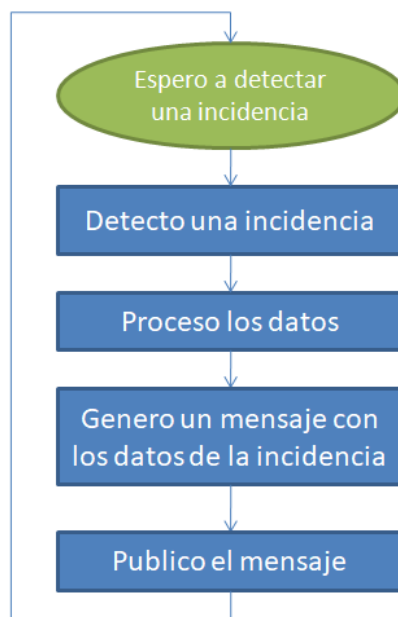 Espero a detectar
una incidencia
Detecto una incidencia
Proceso los datos
Genero un mensaje con
los datos de la incidencia
Publico el mensaje